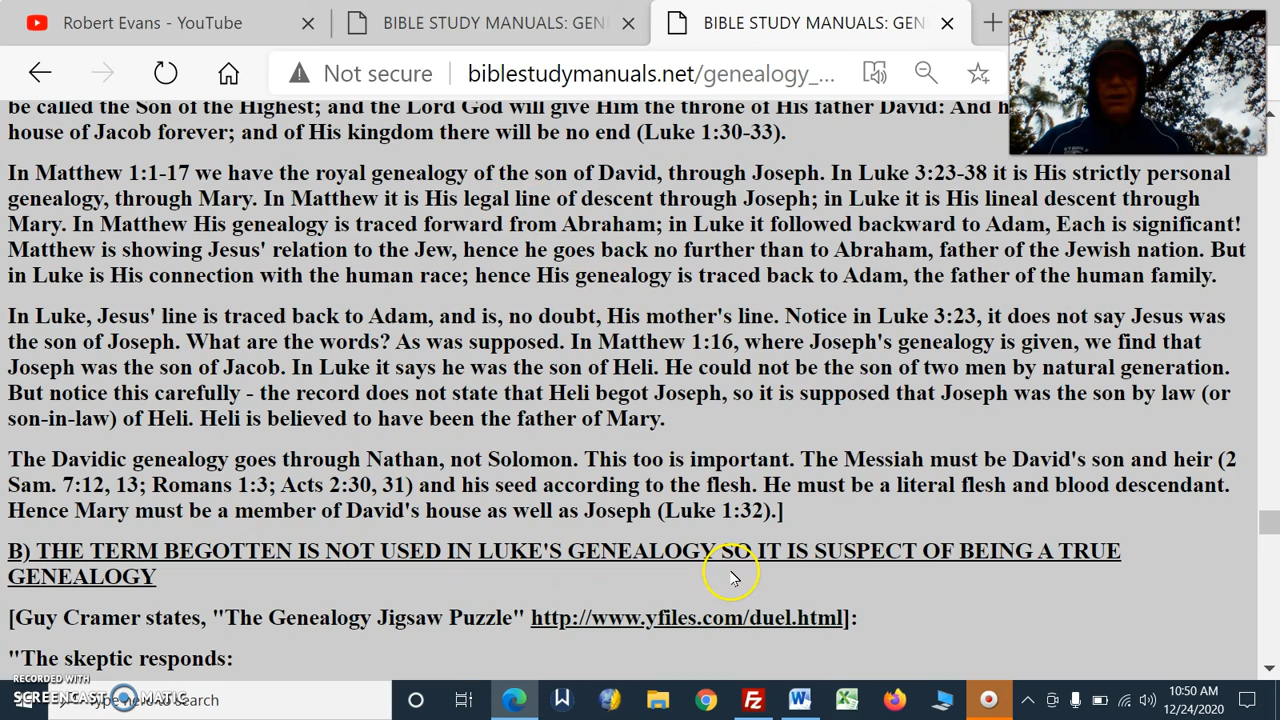 Robert Evans - YouTube
BIBLE STUDY MANUALS: GEN
BIBLE STUDY MANUALS: GEN
Not secure
biblestudymanuals.net/genealogy_...
be called the Son of the Highest; and the Lord God will give Him the throne of His father David: And h
house of Jacob forever; and of His kingdom there will be no end (Luke 1:30-33).
In Matthew 1:1-17 we have the royal genealogy of the son of David, through Joseph. In Luke 3:23-38 it is His strictly personal
genealogy, through Mary. In Matthew it is His legal line of descent through Joseph; in Luke it is His lineal descent through
Mary. In Matthew His genealogy is traced forward from Abraham; in Luke it followed backward to Adam, Each is significant!
Matthew is showing Jesus' relation to the Jew, hence he goes back no further than to Abraham, father of the Jewish nation. But
in Luke is His connection with the human race; hence His genealogy is traced back to Adam, the father of the human family.
In Luke, Jesus' line is traced back to Adam, and is, no doubt, His mother's line. Notice in Luke 3:23, it does not say Jesus was
the son of Joseph. What are the words? As was supposed. In Matthew 1:16, where Joseph's genealogy is given, we find that
Joseph was the son of Jacob. In Luke it says he was the son of Heli. He could not be the son of two men by natural generation.
But notice this carefully - the record does not state that Heli begot Joseph, so it is supposed that Joseph was the son by law (or
son-in-law) of Heli. Heli is believed to have been the father of Mary.
The Davidic genealogy goes through Nathan, not Solomon. This too is important. The Messiah must be David's son and heir (2
Sam. 7:12, 13; Romans 1:3; Acts 2:30, 31) and his seed according to the flesh. He must be a literal flesh and blood descendant.
Hence Mary must be a member of David's house as well as Joseph (Luke 1:32).]
B) THE TERM BEGOTTEN IS NOT USED IN LUKE'S GENEALOGY SO IT IS SUSPECT OF BEING A TRUE
GENEALOGY
[Guy Cramer states, "The Genealogy Jigsaw Puzzle" http://www.yfiles.com/duel.html]:
"The skeptic responds:
RECORDED WITH
SCREENCAST MATIC
Type here to search
10:50 AM
12/24/2020